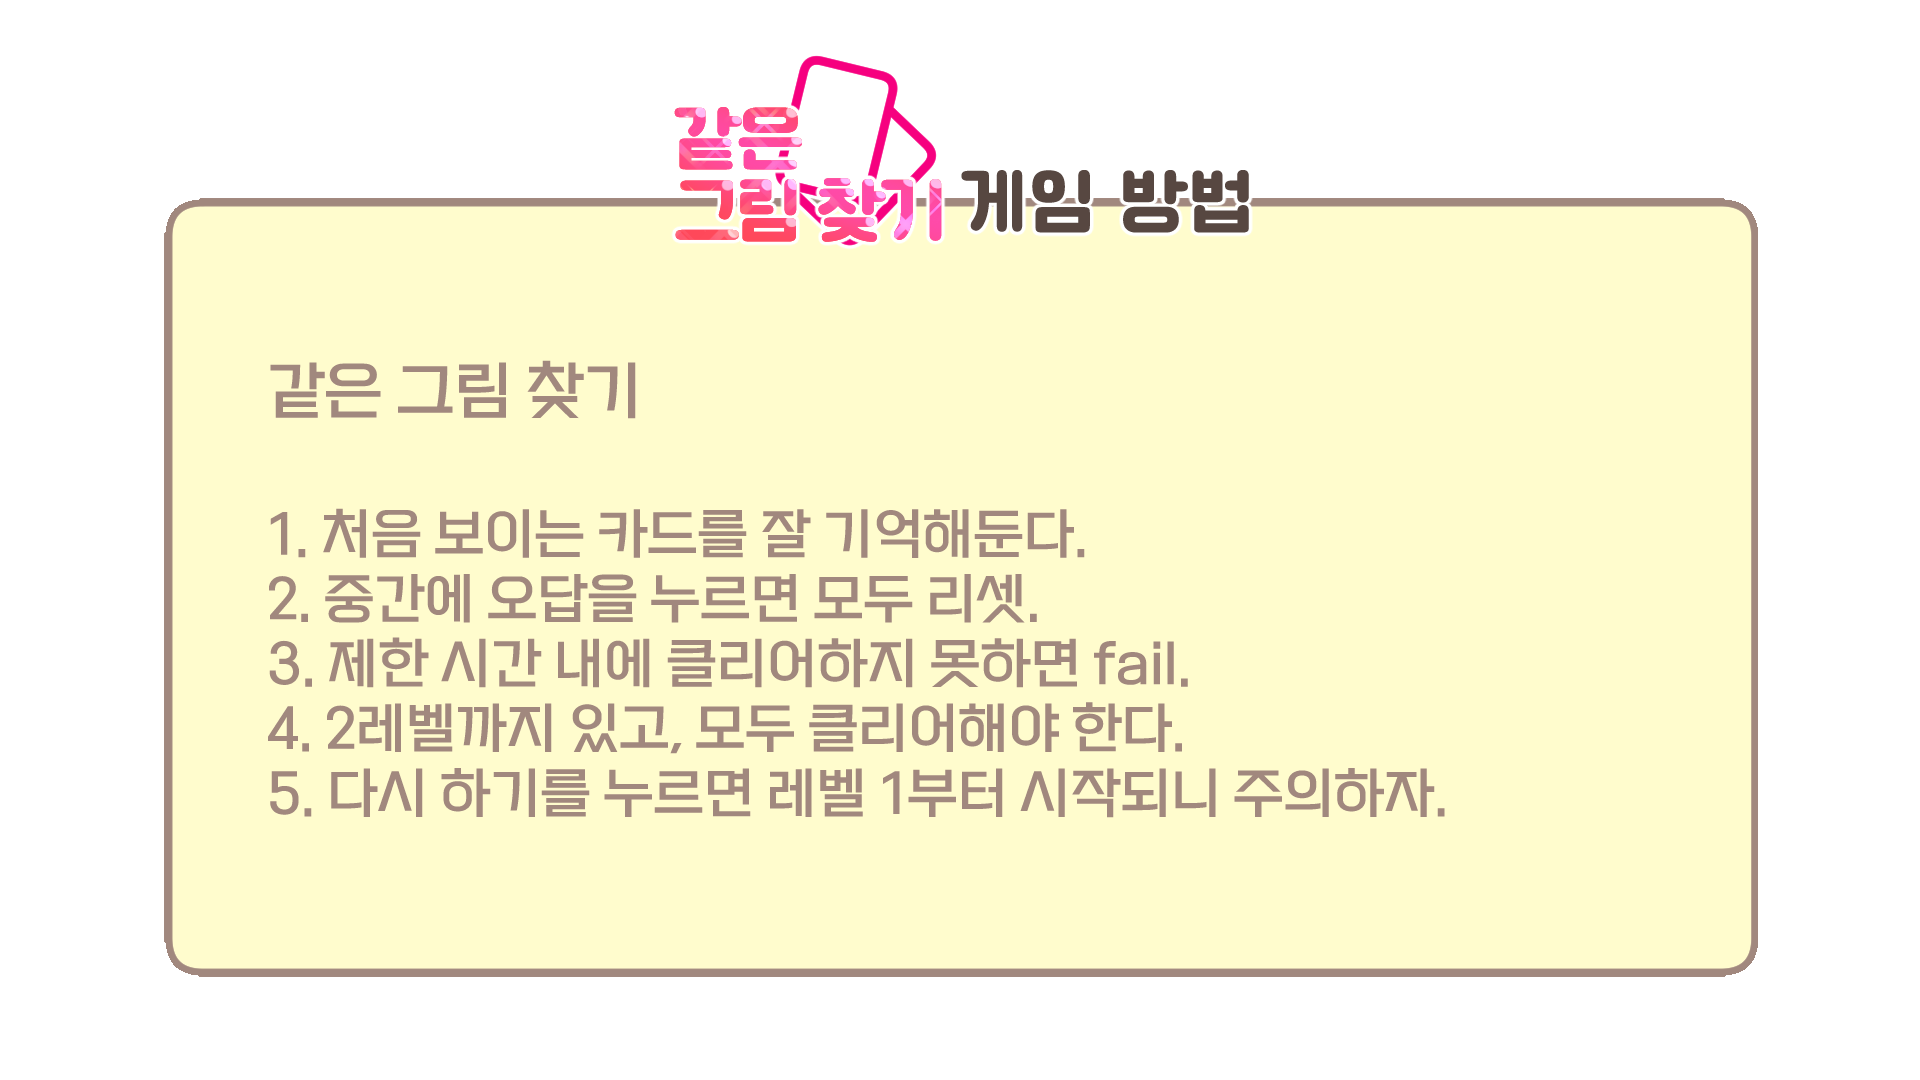 같은
그림 찾기 게임 방법
같은 그림 찾기
1. 처음 보이는 카드를 잘 기억해둔다.
2. 중간에 오답을 누르면 모두 리셋.
3. 제한 시간 내에 클리어하지 못하면 fail.
4. 2레벨까지 있고, 모두 클리어해야 한다.
5. 다시 하기를 누르면 레벨 1부터 시작되니 주의하자.